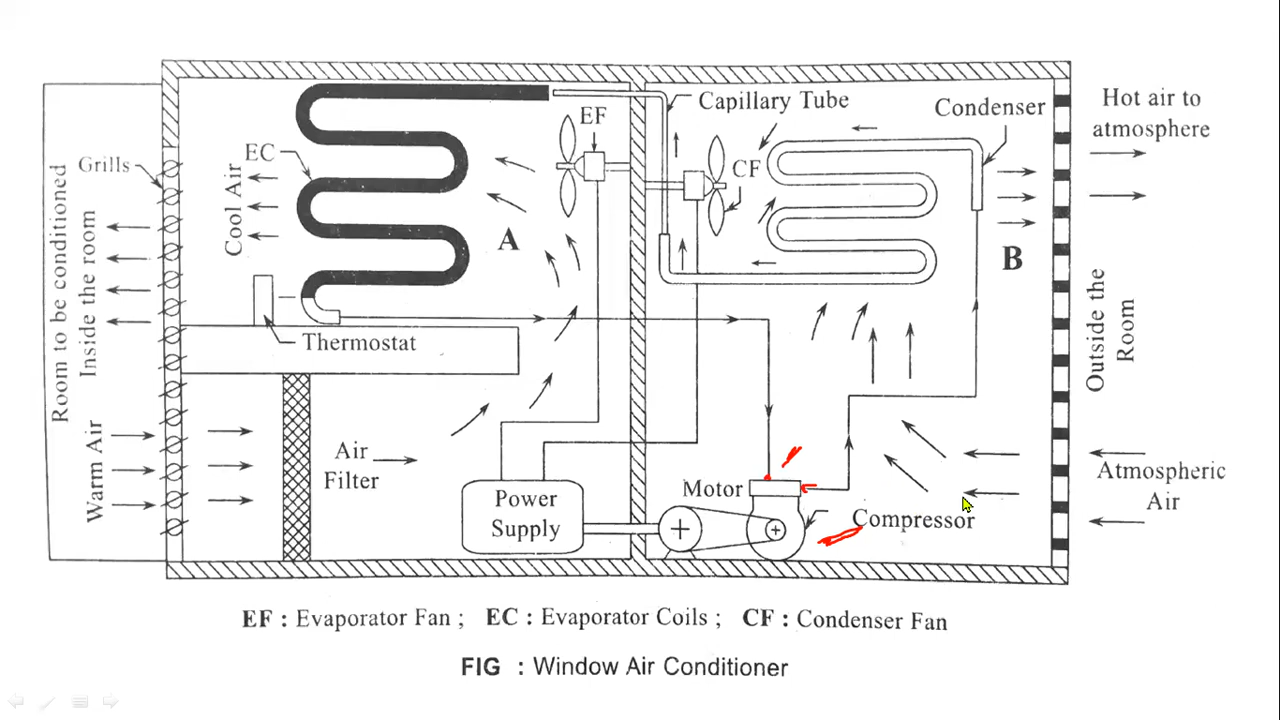 Room to be conditioned
Inside the room
Grills
EC
Cool Air
EF
A
Capillary Tube
CF
Condenser
B
Hot air to
atmosphere
Thermostat
Outside the
Room
Warm Air
Air
Filter
Power
Supply
Motor
Compressor
Atmospheric
Air
EF : Evaporator Fan ; EC : Evaporator Coils ; CF : Condenser Fan
FIG : Window Air Conditioner